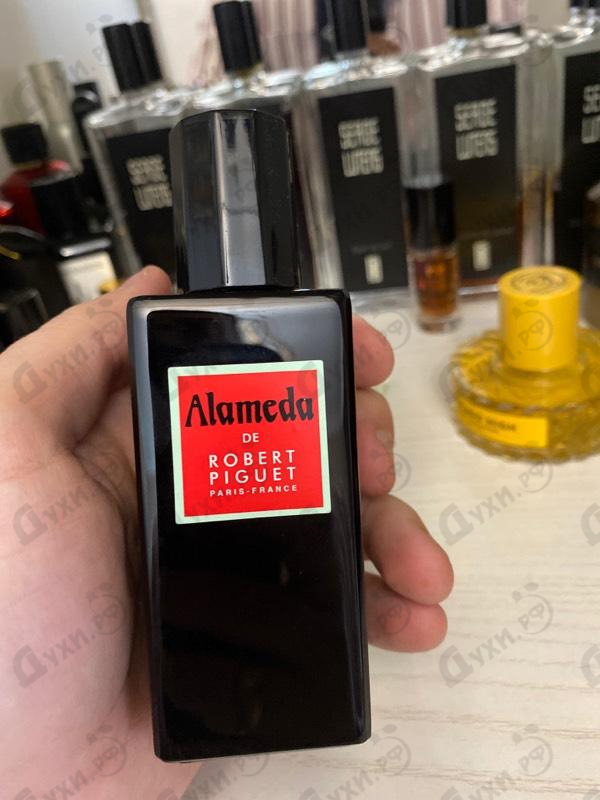 SERGE
LUTENS
SERGE
LUTENS
SERGE
LUTENS
Alameda
DE
ROBERT
PIGUET
PARIS-FRANCE
Духи.рф